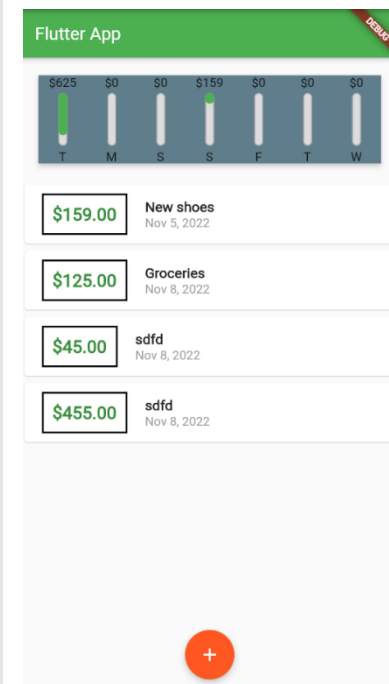 Flutter App
DEBUG
$625 $0 $0 $159 $0 $0 $0
T M S S F T W
$159.00
New shoes
Nov 5, 2022
$125.00
Groceries
Nov 8, 2022
$45.00
sdfd
Nov 8, 2022
$455.00
sdfd
Nov 8, 2022
+